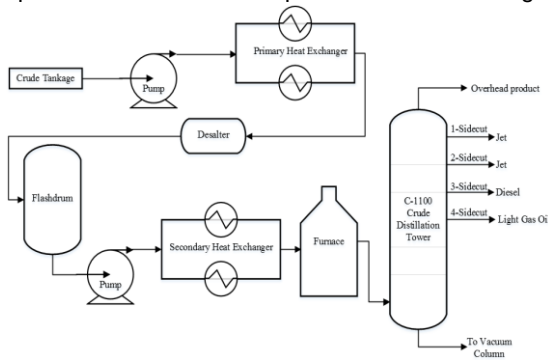 Primary Heat Exchanger
Crude Tankage
Pump
Overhead product
Desalter
1-Sidecut
Jet
2-Sidecut
Jet
3-Sidecut
Diesel
4-Sidecut
Light Gas Oi
Flashdrum
C-1100
Crude
Distillation
Tower
Secondary Heat Exchanger
Furnace
Pump
To Vacuum
Column